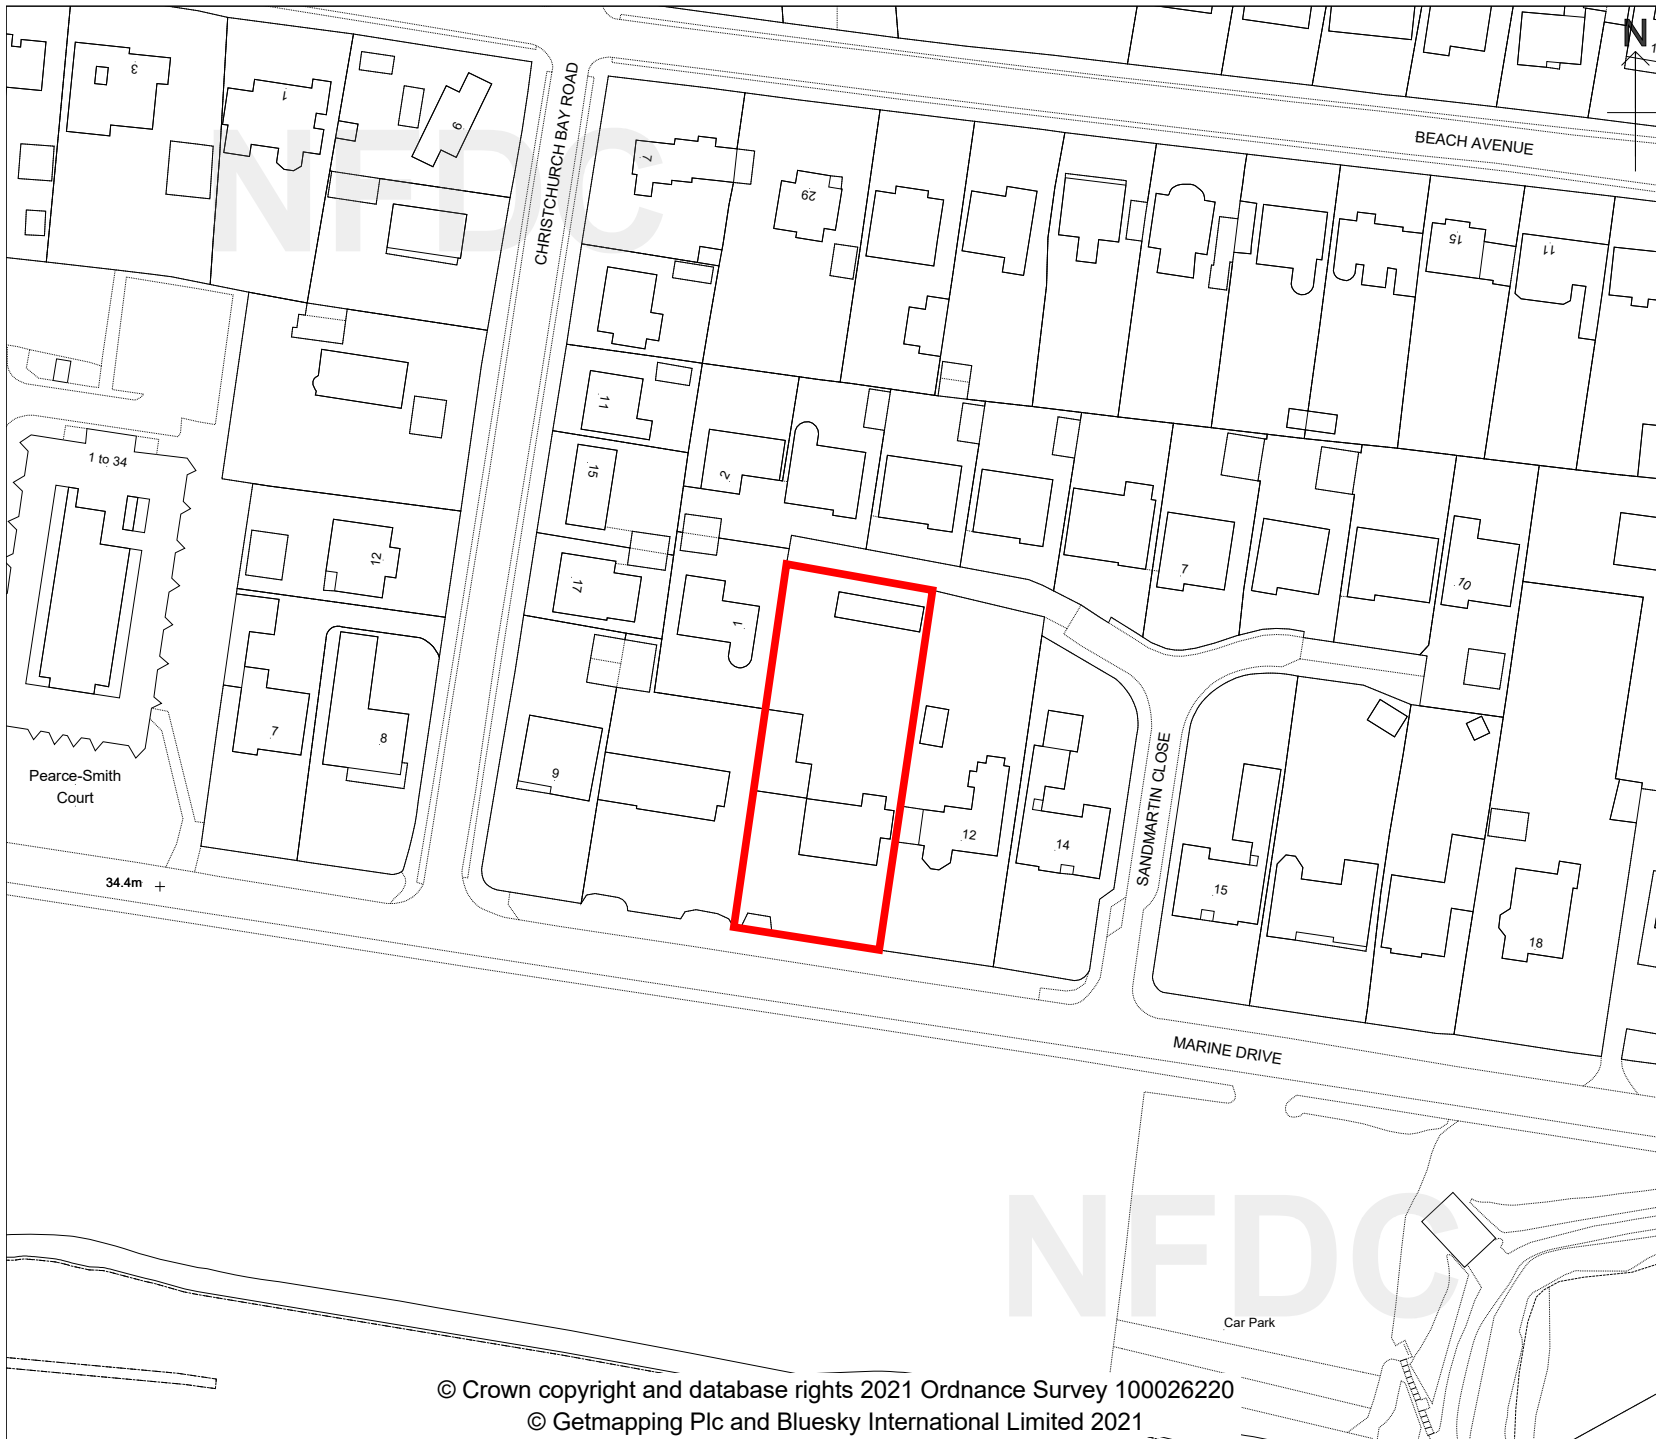 N
1
3
1
6
NFDC
CHRISTCHURCH BAY ROAD
BEACH AVENUE
7
29
15
11
11
15
2
1 to 34
12
17
1
7
10
7
8
9
Pearce-Smith
Court
12
14
SANDMARTIN CLOSE
15
18
34.4m
MARINE DRIVE
NFDC
Car Park
© Crown copyright and database rights 2021 Ordnance Survey 100026220
© Getmapping Plc and Bluesky International Limited 2021